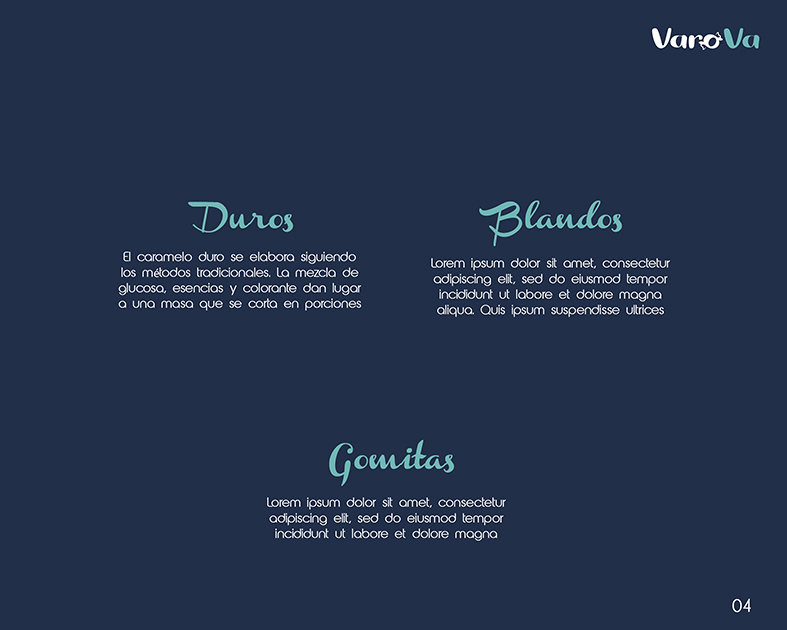 VaroVa
Duros
El caramelo duro se elabora siguiendo
los métodos tradicionales. La mezcla de
glucosa, esencias y colorante dan lugar
a una masa que se corta en porciones
Blandos
Lorem ipsum dolor sit amet, consectetur
adipiscing elit, sed do eiusmod tempor
incididunt ut labore et dolore magna
aliqua. Quis ipsum suspendisse ultrices
Gomitas
Lorem ipsum dolor sit amet, consectetur
adipiscing elit, sed do eiusmod tempor
incididunt ut labore et dolore magna
04